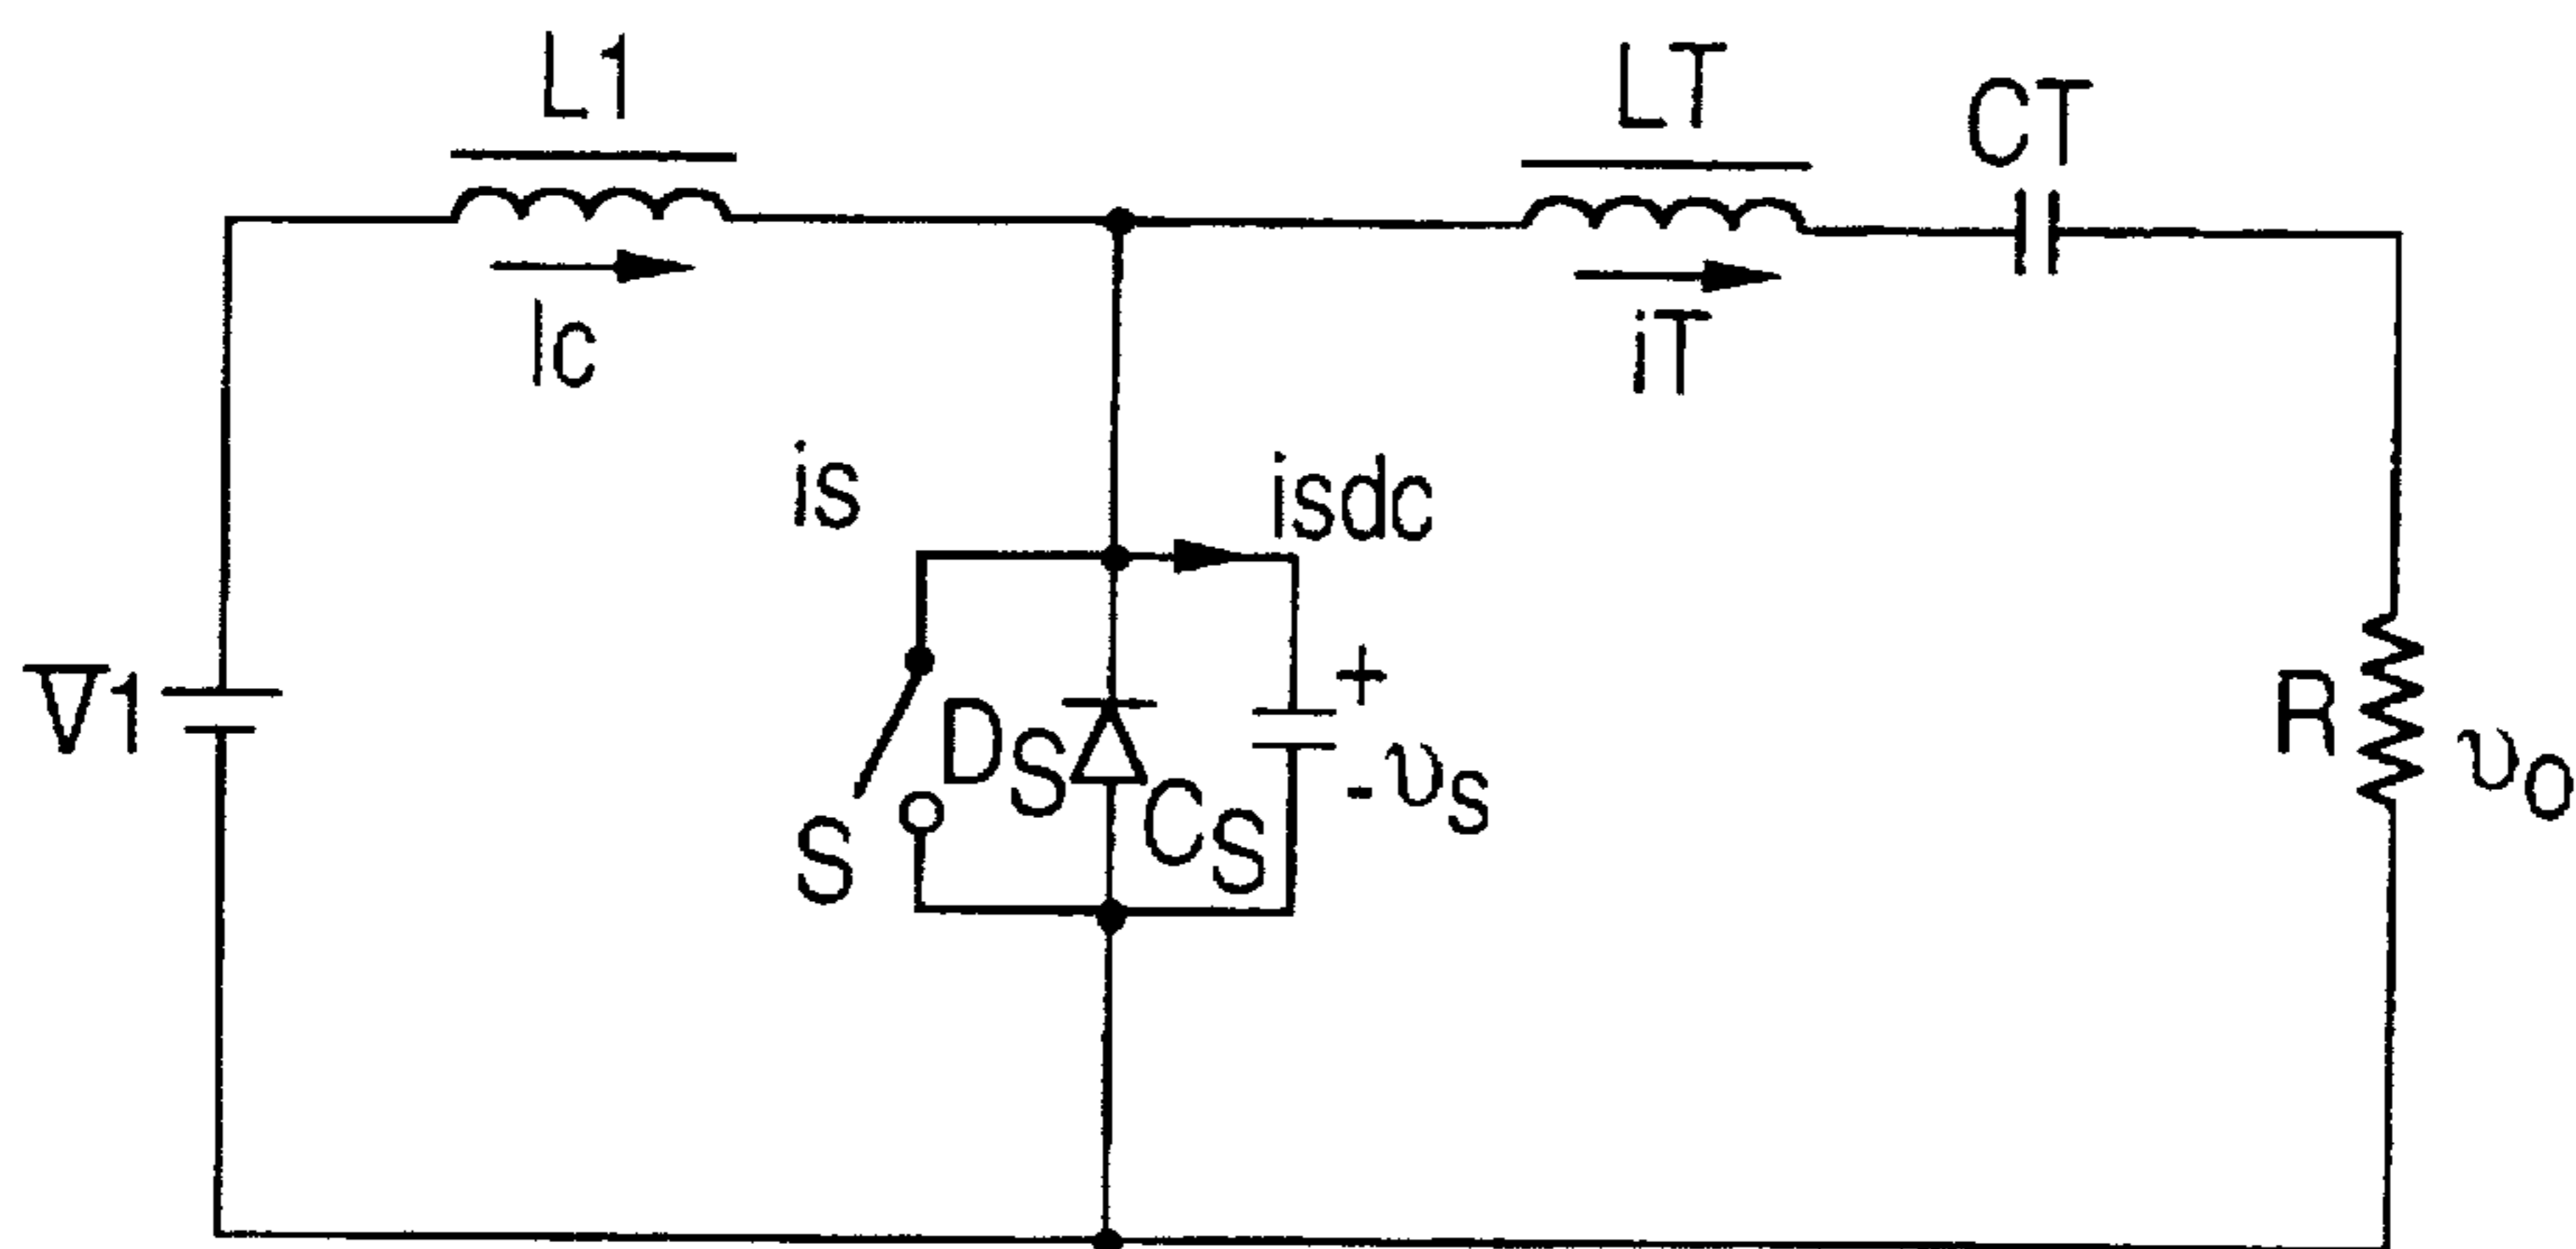 L1
LT
CT
Ic
iT
is
isdc
V1
DS
CS
S
+
- υs
R
υo